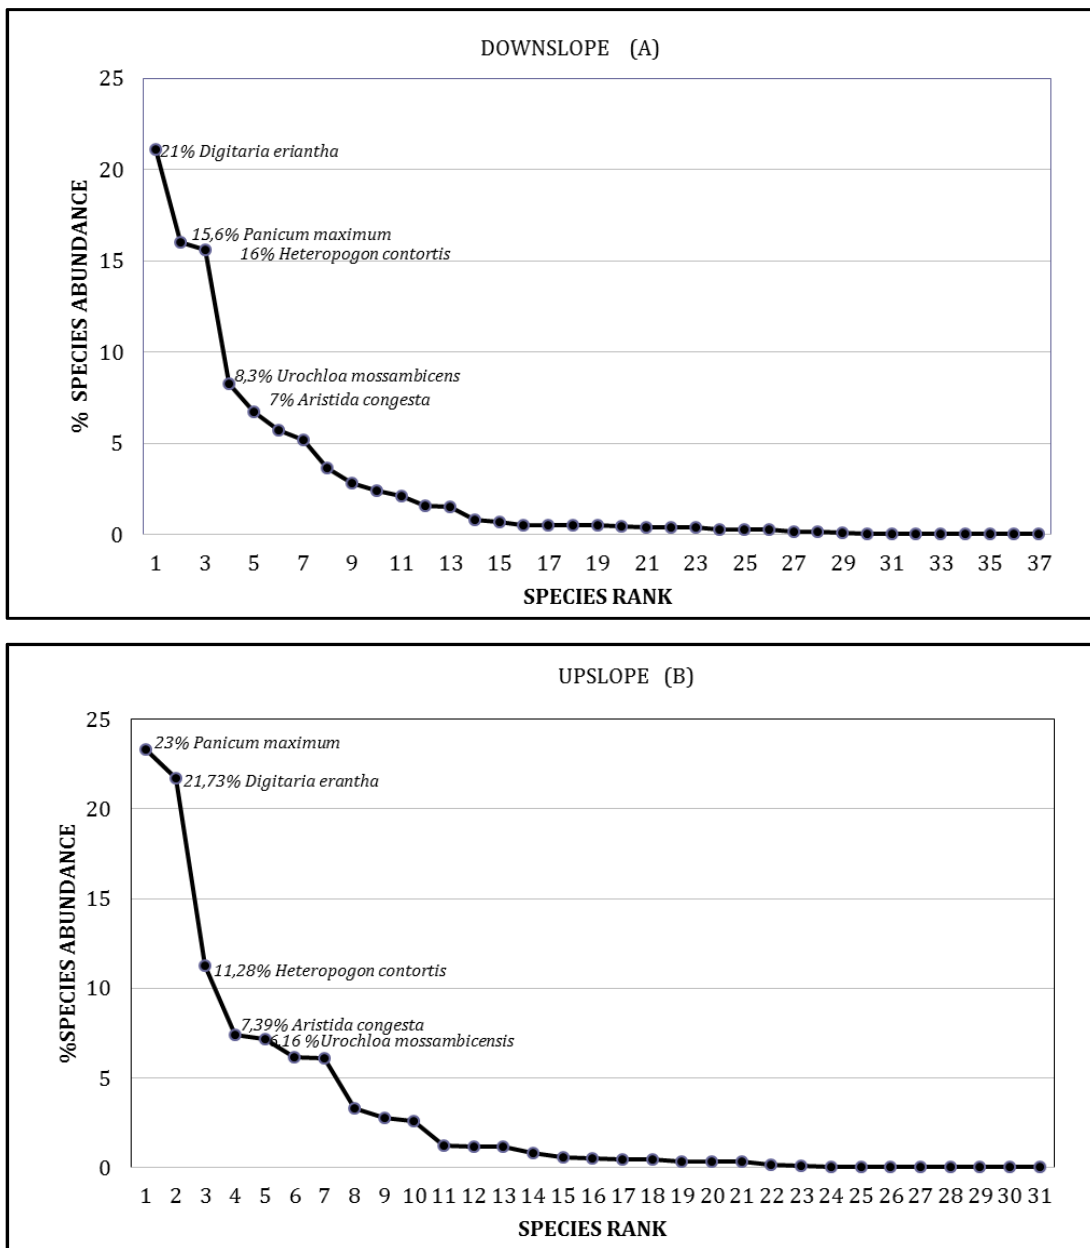 DOWNSLOPE (A)
25
21% Digitaria eriantha
20
15,6% Panicum maximum
16% Heteropogon contortis
15
10
8,3% Urochloa mossambicens
7% Aristida congesta
5
0
% SPECIES ABUNDANCE
1 3 5 7 9 11 13 15 17 19 21 23 25 27 29 31 33 35 37
SPECIES RANK
UPSLOPE (B)
25
23% Panicum maximum
21,73% Digitaria erantha
20
15
11,28% Heteropogon contortis
10
7,39% Aristida congesta
6,16 %Urochloa mossambicensis
5
0
%SPECIES ABUNDANCE
1 2 3 4 5 6 7 8 9 10 11 12 13 14 15 16 17 18 19 20 21 22 23 24 25 26 27 28 29 30 31
SPECIES RANK